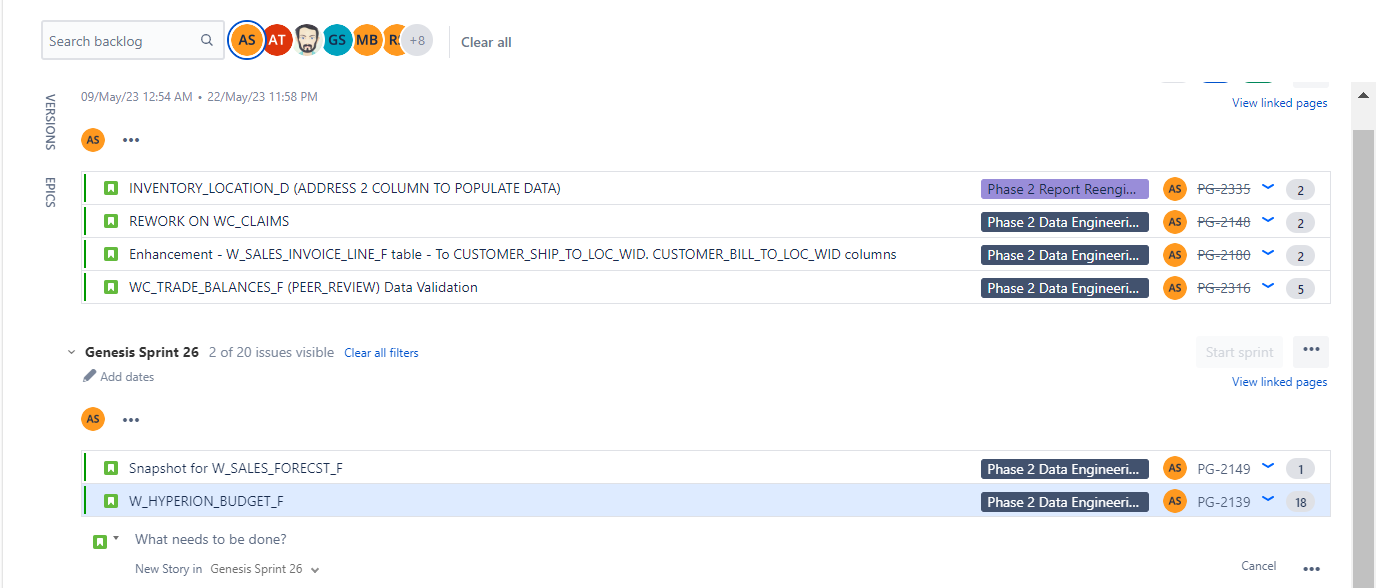 Search backlog AS AT GS MB R +8 Clear all
VERSIONS
EPICS
09/May/23 12:54 AM • 22/May/23 11:58 PM
View linked pages
AS •••
INVENTORY_LOCATION_D (ADDRESS 2 COLUMN TO POPULATE DATA) Phase 2 Report Reengi... AS PG-2335 2
REWORK ON WC_CLAIMS Phase 2 Data Engineeri... AS PG-2148 2
Enhancement - W_SALES_INVOICE_LINE_F table - To CUSTOMER_SHIP_TO_LOC_WID. CUSTOMER_BILL_TO_LOC_WID columns Phase 2 Data Engineeri... AS PG-2180 2
WC_TRADE_BALANCES_F (PEER_REVIEW) Data Validation Phase 2 Data Engineeri... AS PG-2316 5
Genesis Sprint 26 2 of 20 issues visible Clear all filters Start sprint •••
Add dates
View linked pages
AS •••
Snapshot for W_SALES_FORECST_F Phase 2 Data Engineeri... AS PG-2149 1
W_HYPERION_BUDGET_F Phase 2 Data Engineeri... AS PG-2139 18
What needs to be done?
New Story in Genesis Sprint 26 Cancel •••